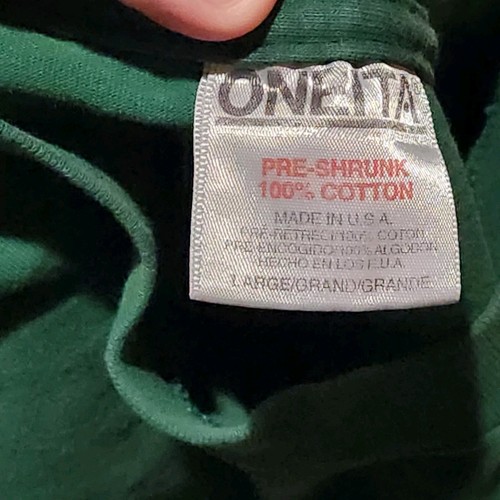 ONEITA
PRE-SHRUNK
100% COTTON
MADE IN U.S.A.
PRE-RETRECI 100% COTON
PRE-ENCOGIDO 100% ALGODON
HECHO EN LOS E.U.A
LARGE/GRAND/GRANDE